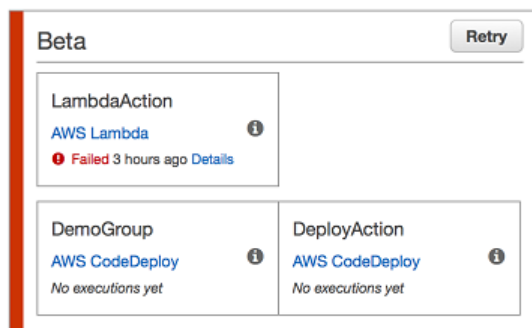 Beta
Retry
LambdaAction
AWS Lambda
Failed 3 hours ago Details
DemoGroup
AWS CodeDeploy
No executions yet
DeployAction
AWS CodeDeploy
No executions yet